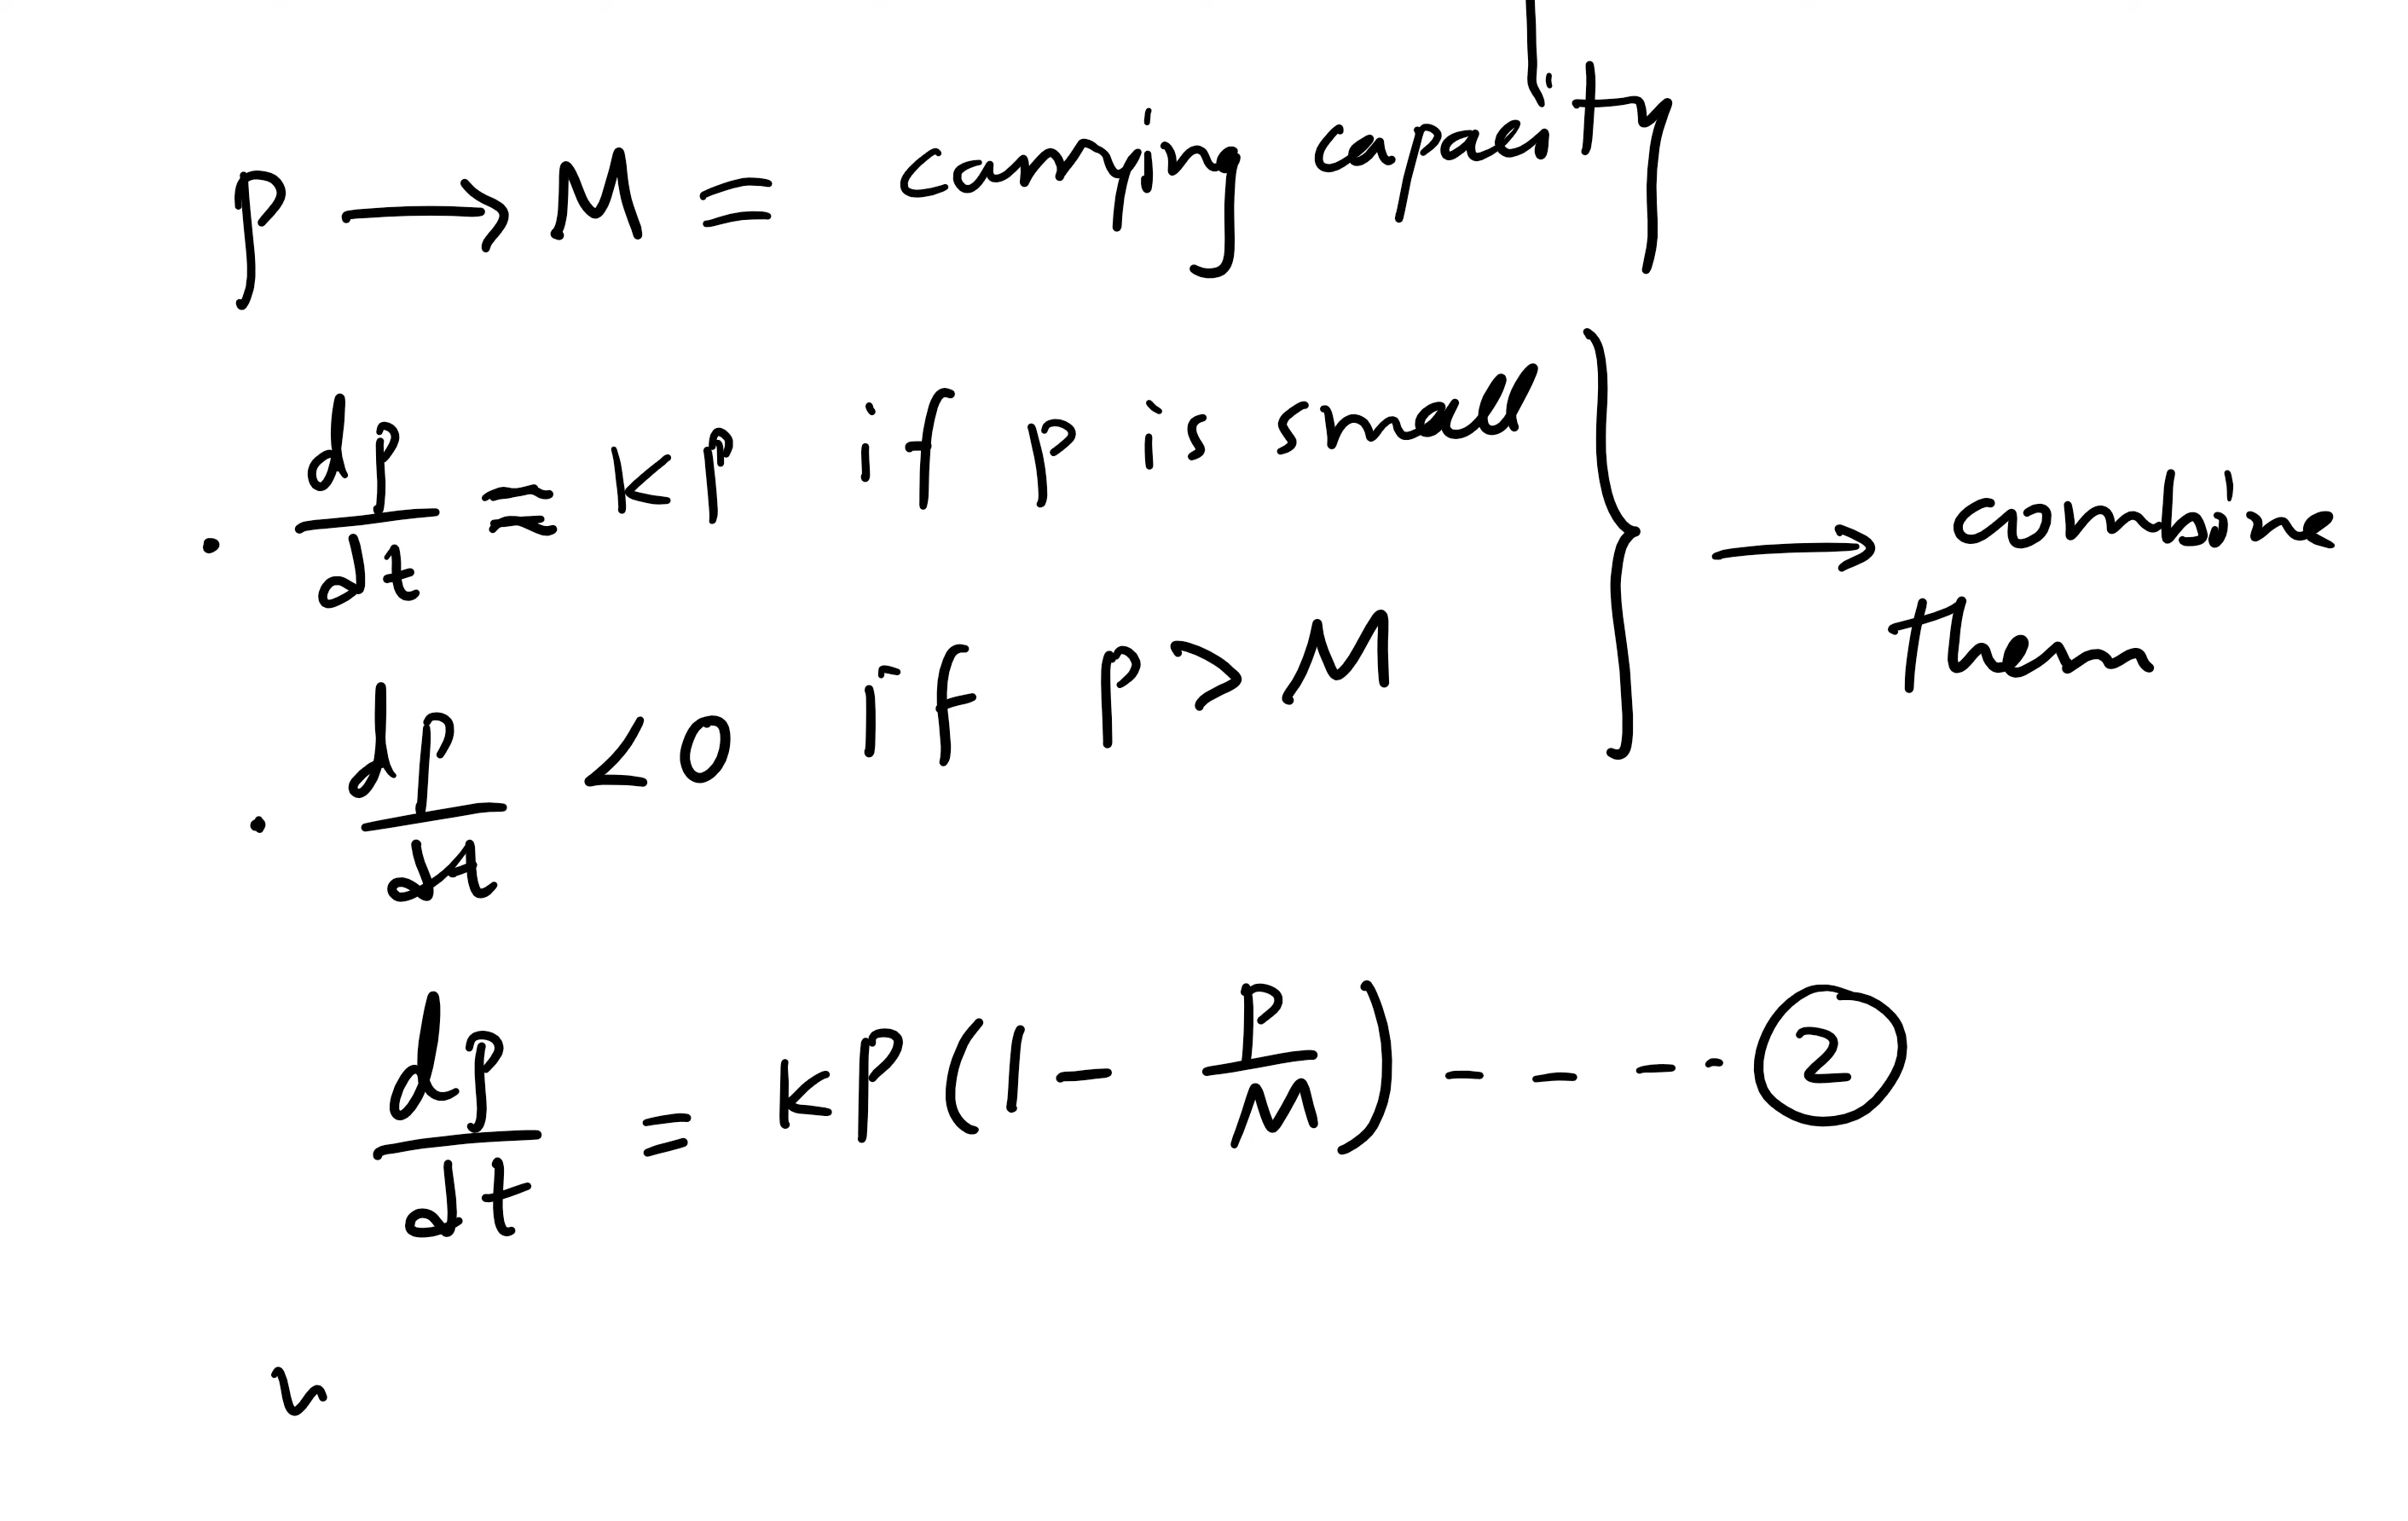 P → M = carrying capacity
· dP/dt ≈ kP if P is small
· dP/dt < 0 if P > M } → combine them
dP/dt = kP(1 - P/M) - - - - ②